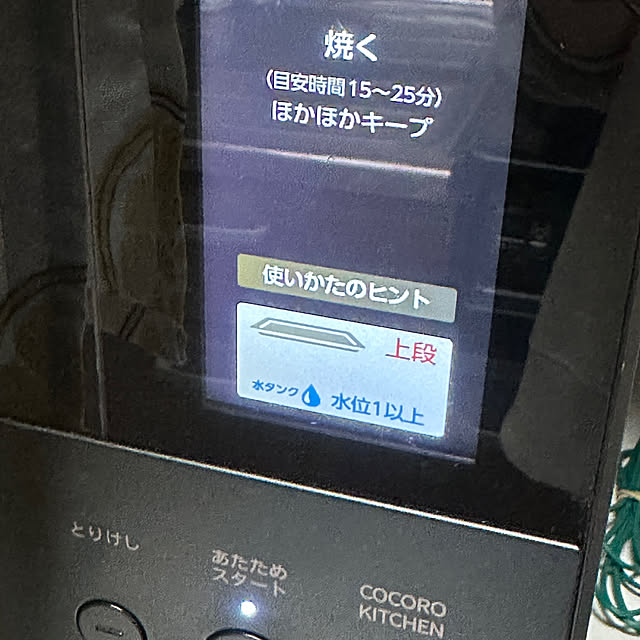 焼く
（目安時間15～25分）
ほかほかキープ
使いかたのヒント
上段
水タンク 水位1以上
とりけし
あたため
スタート
COCORO
KITCHEN